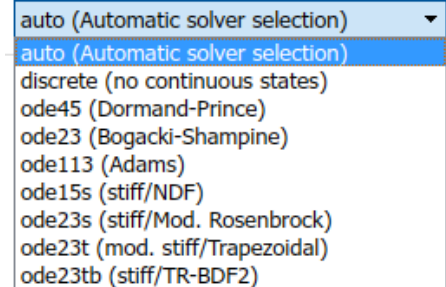 auto (Automatic solver selection)
auto (Automatic solver selection)
discrete (no continuous states)
ode45 (Dormand-Prince)
ode23 (Bogacki-Shampine)
ode113 (Adams)
ode15s (stiff/NDF)
ode23s (stiff/Mod. Rosenbrock)
ode23t (mod. stiff/Trapezoidal)
ode23tb (stiff/TR-BDF2)